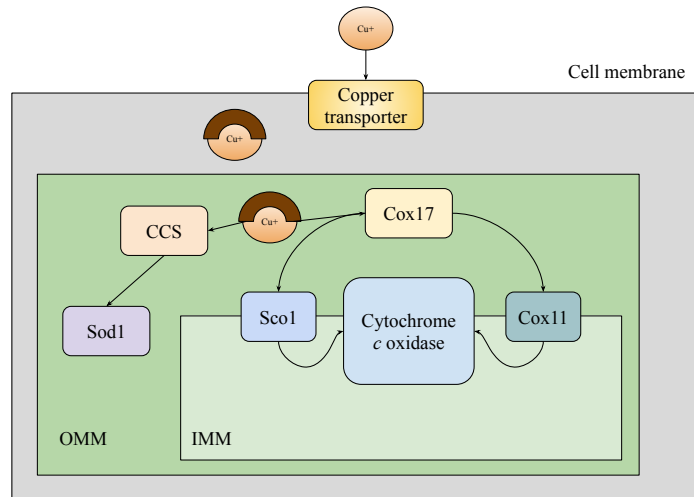 Cu+
Cell membrane
Copper
transporter
Cu+
Cu+
CCS
Cox17
Sod1
Sco1
Cytochrome
c oxidase
Cox11
OMM
IMM